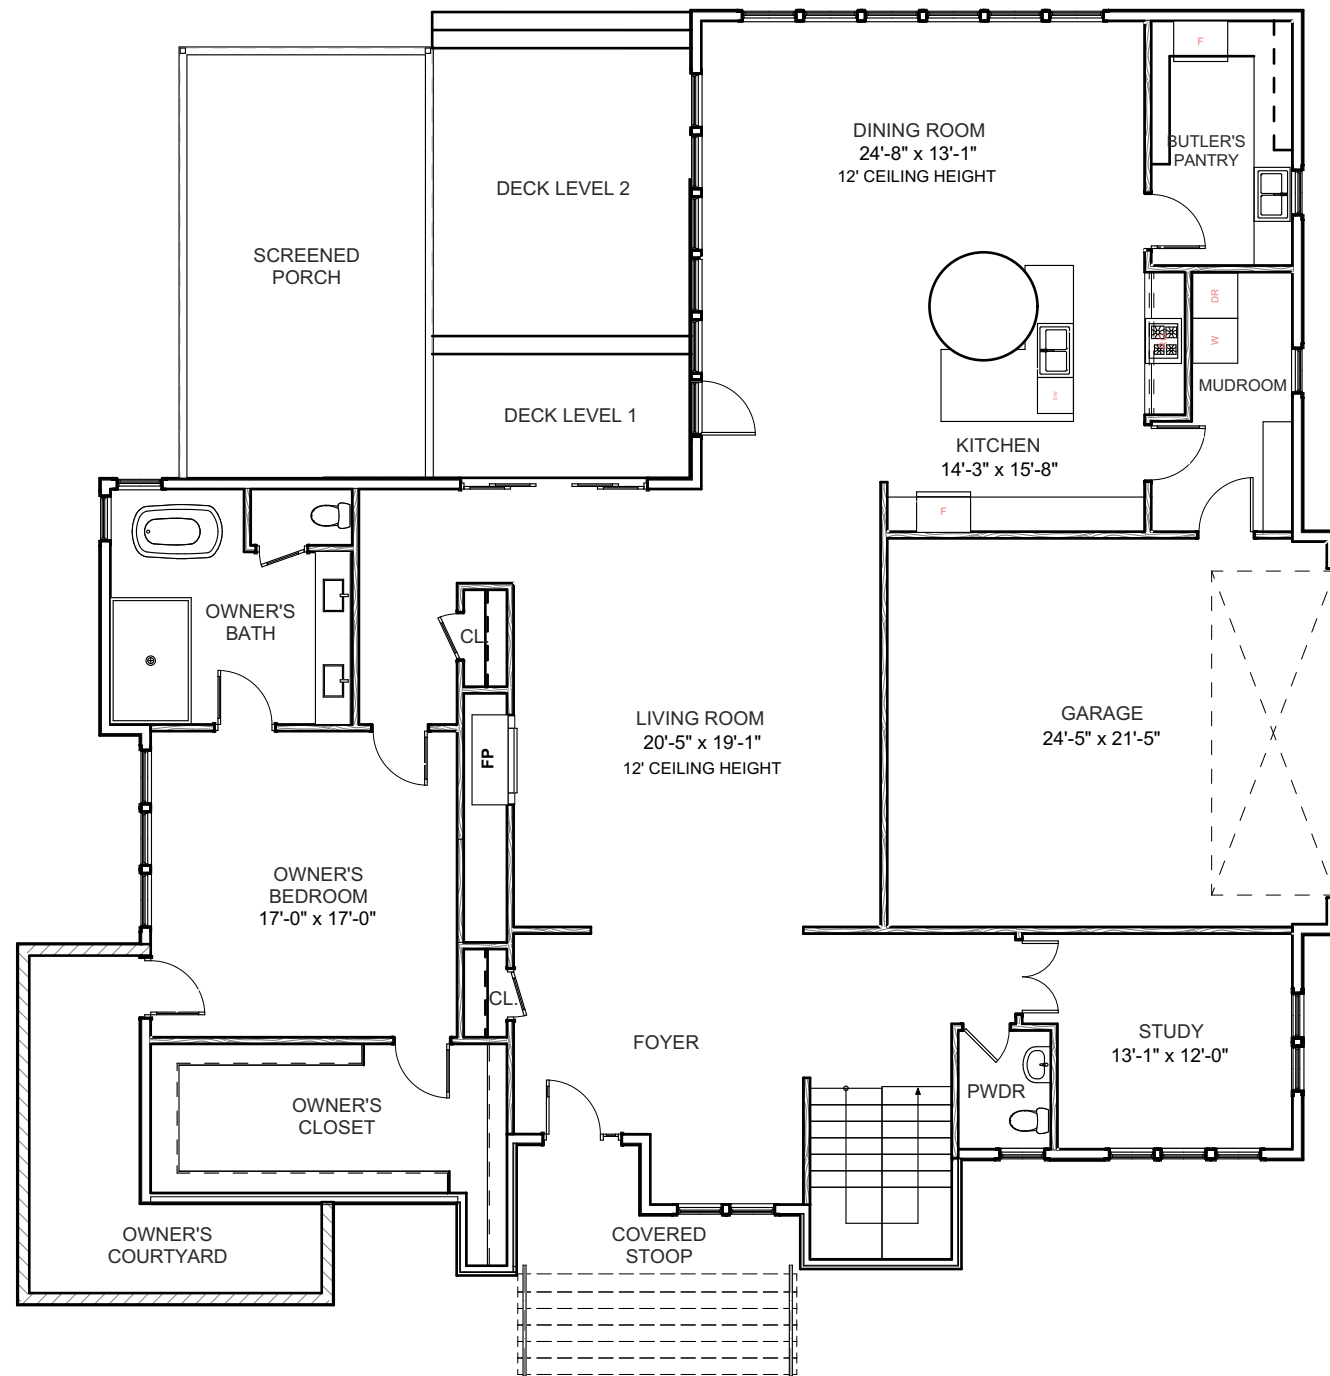 F
DINING ROOM
24'-8" x 13'-1"
12' CEILING HEIGHT
BUTLER'S
PANTRY
DECK LEVEL 2
SCREENED
PORCH
DR
W
MUDROOM
DW
DECK LEVEL 1
KITCHEN
14'-3" x 15'-8"
F
OWNER'S
BATH
CL.
LIVING ROOM
20'-5" x 19'-1"
12' CEILING HEIGHT
GARAGE
24'-5" x 21'-5"
FP
OWNER'S
BEDROOM
17'-0" x 17'-0"
CL.
FOYER
STUDY
13'-1" x 12'-0"
PWDR
OWNER'S
CLOSET
OWNER'S
COURTYARD
COVERED
STOOP